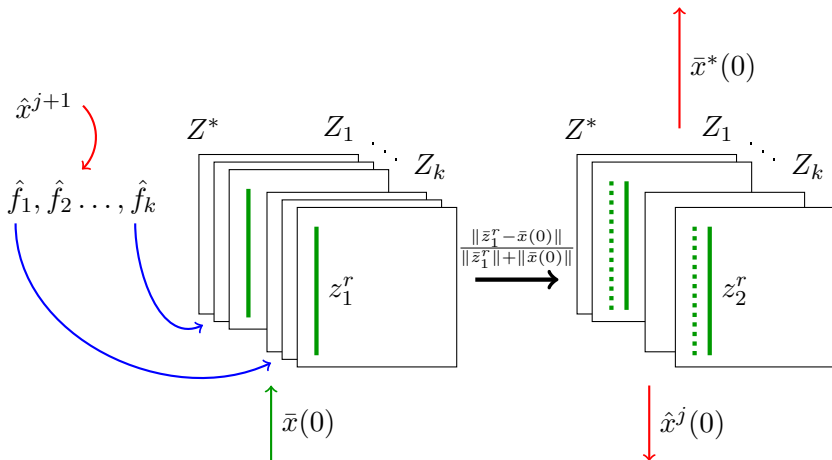 x̄*(0)
x̂^{j+1}
Z* Z_1 ⋱ Z_k
Z* Z_1 ⋱ Z_k
f̂_1, f̂_2 …, f̂_k
‖z̄_1^r − x̄(0)‖
‖z̄_1^r‖+‖x̄(0)‖
z_1^r
z_2^r
x̄(0)
x̂^j(0)